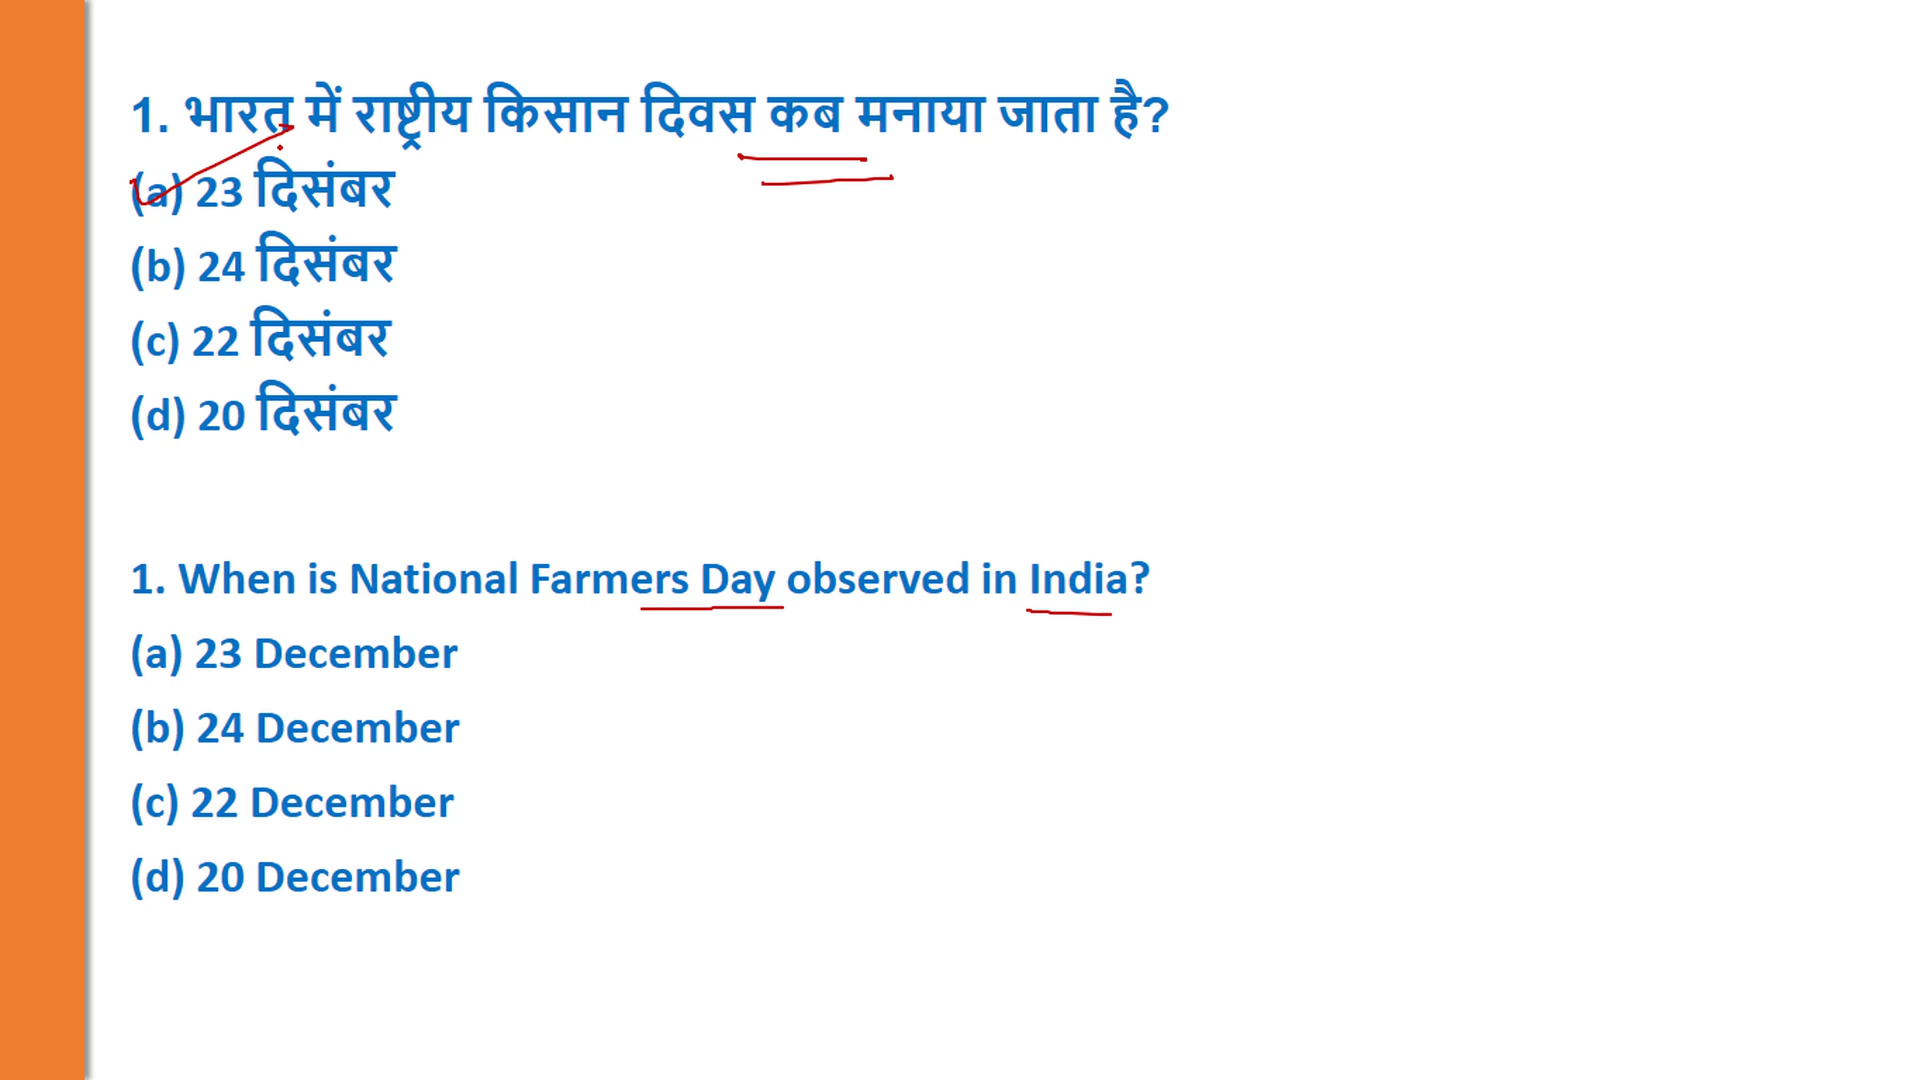 1. भारत में राष्ट्रीय किसान दिवस कब मनाया जाता है?
(a) 23 दिसंबर
(b) 24 दिसंबर
(c) 22 दिसंबर
(d) 20 दिसंबर
1. When is National Farmers Day observed in India?
(a) 23 December
(b) 24 December
(c) 22 December
(d) 20 December